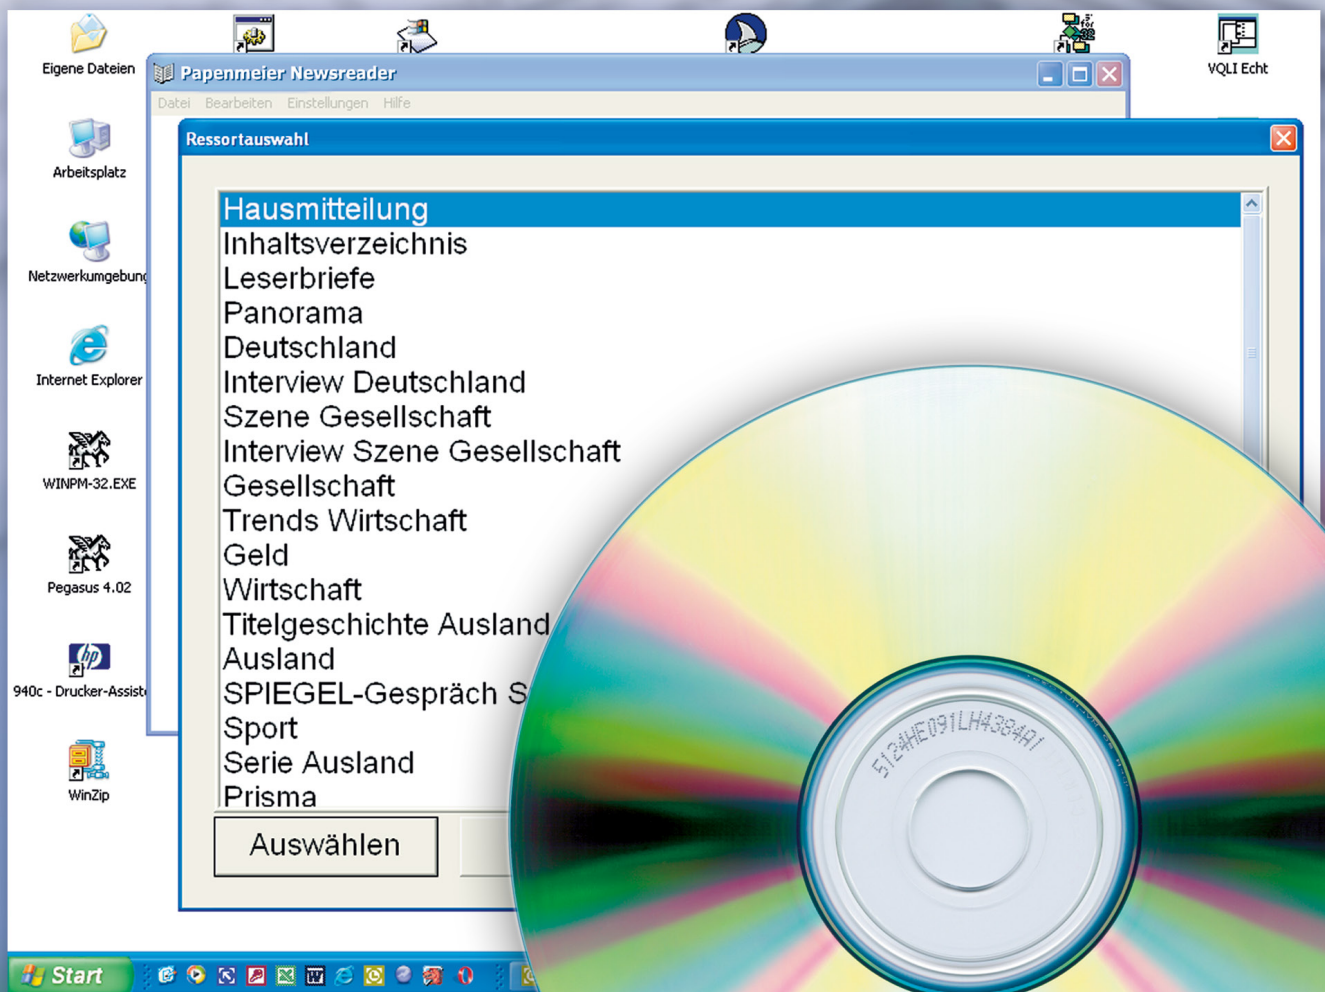 Eigene Dateien
VQLI Echt
Papenmeier Newsreader
Datei Bearbeiten Einstellungen Hilfe
Ressortauswahl
Arbeitsplatz
Netzwerkumgebung
Internet Explorer
WINPM-32.EXE
Pegasus 4.02
hp
940c - Drucker-Assist
WinZip
Hausmitteilung
Inhaltsverzeichnis
Leserbriefe
Panorama
Deutschland
Interview Deutschland
Szene Gesellschaft
Interview Szene Gesellschaft
Gesellschaft
Trends Wirtschaft
Geld
Wirtschaft
Titelgeschichte Ausland
Ausland
SPIEGEL-Gespräch S
Sport
Serie Ausland
Prisma
Auswählen
5124HE091LH4384A1
Start